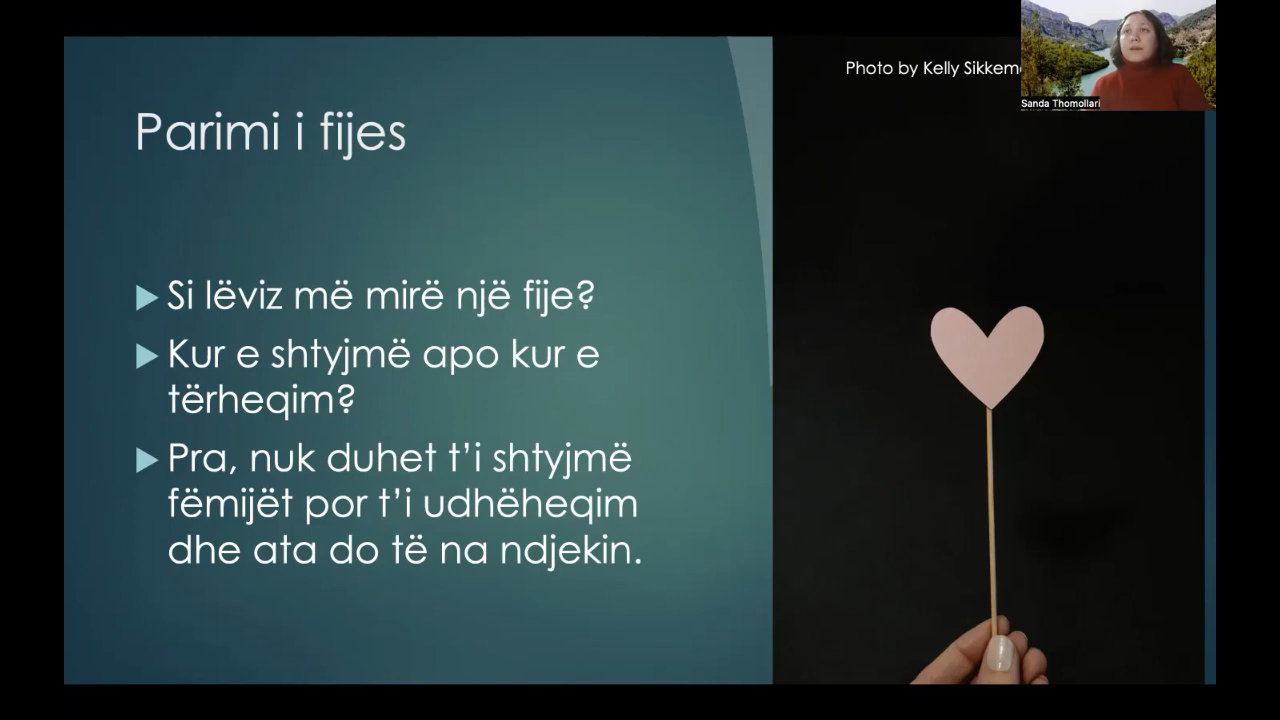 Parimi i fijes
Si lëviz më mirë një fije?
Kur e shtyjmë apo kur e
tërheqim?
Pra, nuk duhet t’i shtyjmë
fëmijët por t’i udhëheqim
dhe ata do të na ndjekin.
Photo by Kelly
Sanda Thomollari